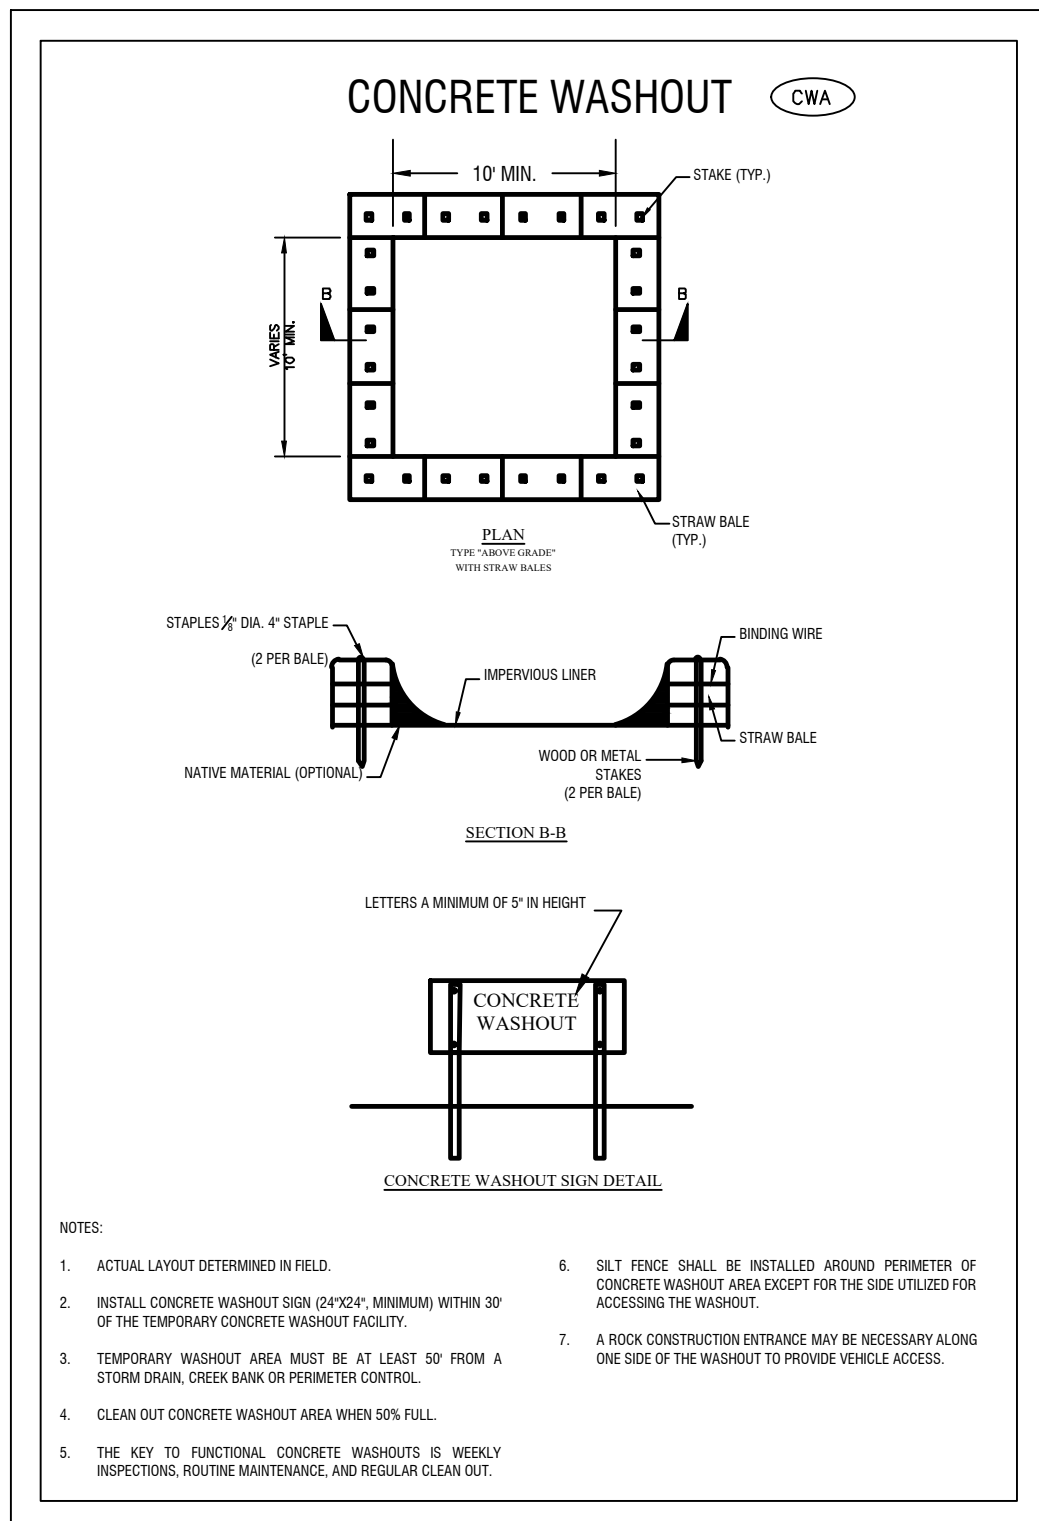 CONCRETE WASHOUT
CWA
10' MIN.
STAKE (TYP.)
B
B
VARIES
10' MIN.
STRAW BALE
(TYP.)
PLAN
TYPE "ABOVE GRADE"
WITH STRAW BALES
STAPLES 1/8" DIA. 4" STAPLE
(2 PER BALE)
BINDING WIRE
IMPERVIOUS LINER
STRAW BALE
NATIVE MATERIAL (OPTIONAL)
WOOD OR METAL
STAKES
(2 PER BALE)
SECTION B-B
LETTERS A MINIMUM OF 5" IN HEIGHT
CONCRETE
WASHOUT
CONCRETE WASHOUT SIGN DETAIL
NOTES:
1. ACTUAL LAYOUT DETERMINED IN FIELD.
2. INSTALL CONCRETE WASHOUT SIGN (24"X24", MINIMUM) WITHIN 30'
OF THE TEMPORARY CONCRETE WASHOUT FACILITY.
3. TEMPORARY WASHOUT AREA MUST BE AT LEAST 50' FROM A
STORM DRAIN, CREEK BANK OR PERIMETER CONTROL.
4. CLEAN OUT CONCRETE WASHOUT AREA WHEN 50% FULL.
5. THE KEY TO FUNCTIONAL CONCRETE WASHOUTS IS WEEKLY
INSPECTIONS, ROUTINE MAINTENANCE, AND REGULAR CLEAN OUT.
6. SILT FENCE SHALL BE INSTALLED AROUND PERIMETER OF
CONCRETE WASHOUT AREA EXCEPT FOR THE SIDE UTILIZED FOR
ACCESSING THE WASHOUT.
7. A ROCK CONSTRUCTION ENTRANCE MAY BE NECESSARY ALONG
ONE SIDE OF THE WASHOUT TO PROVIDE VEHICLE ACCESS.